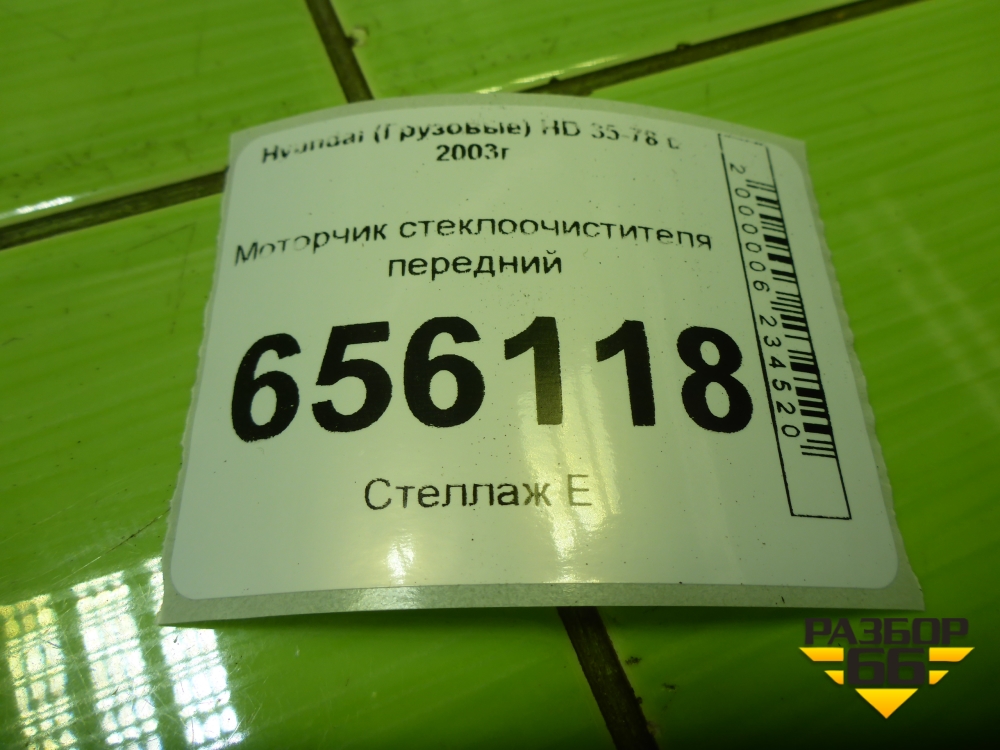 Hyundai (Грузовые) HD 35-78 с
2003г
Моторчик стеклоочистителя
передний
656118
Стеллаж Е
2000006234520
РАЗБОР
66